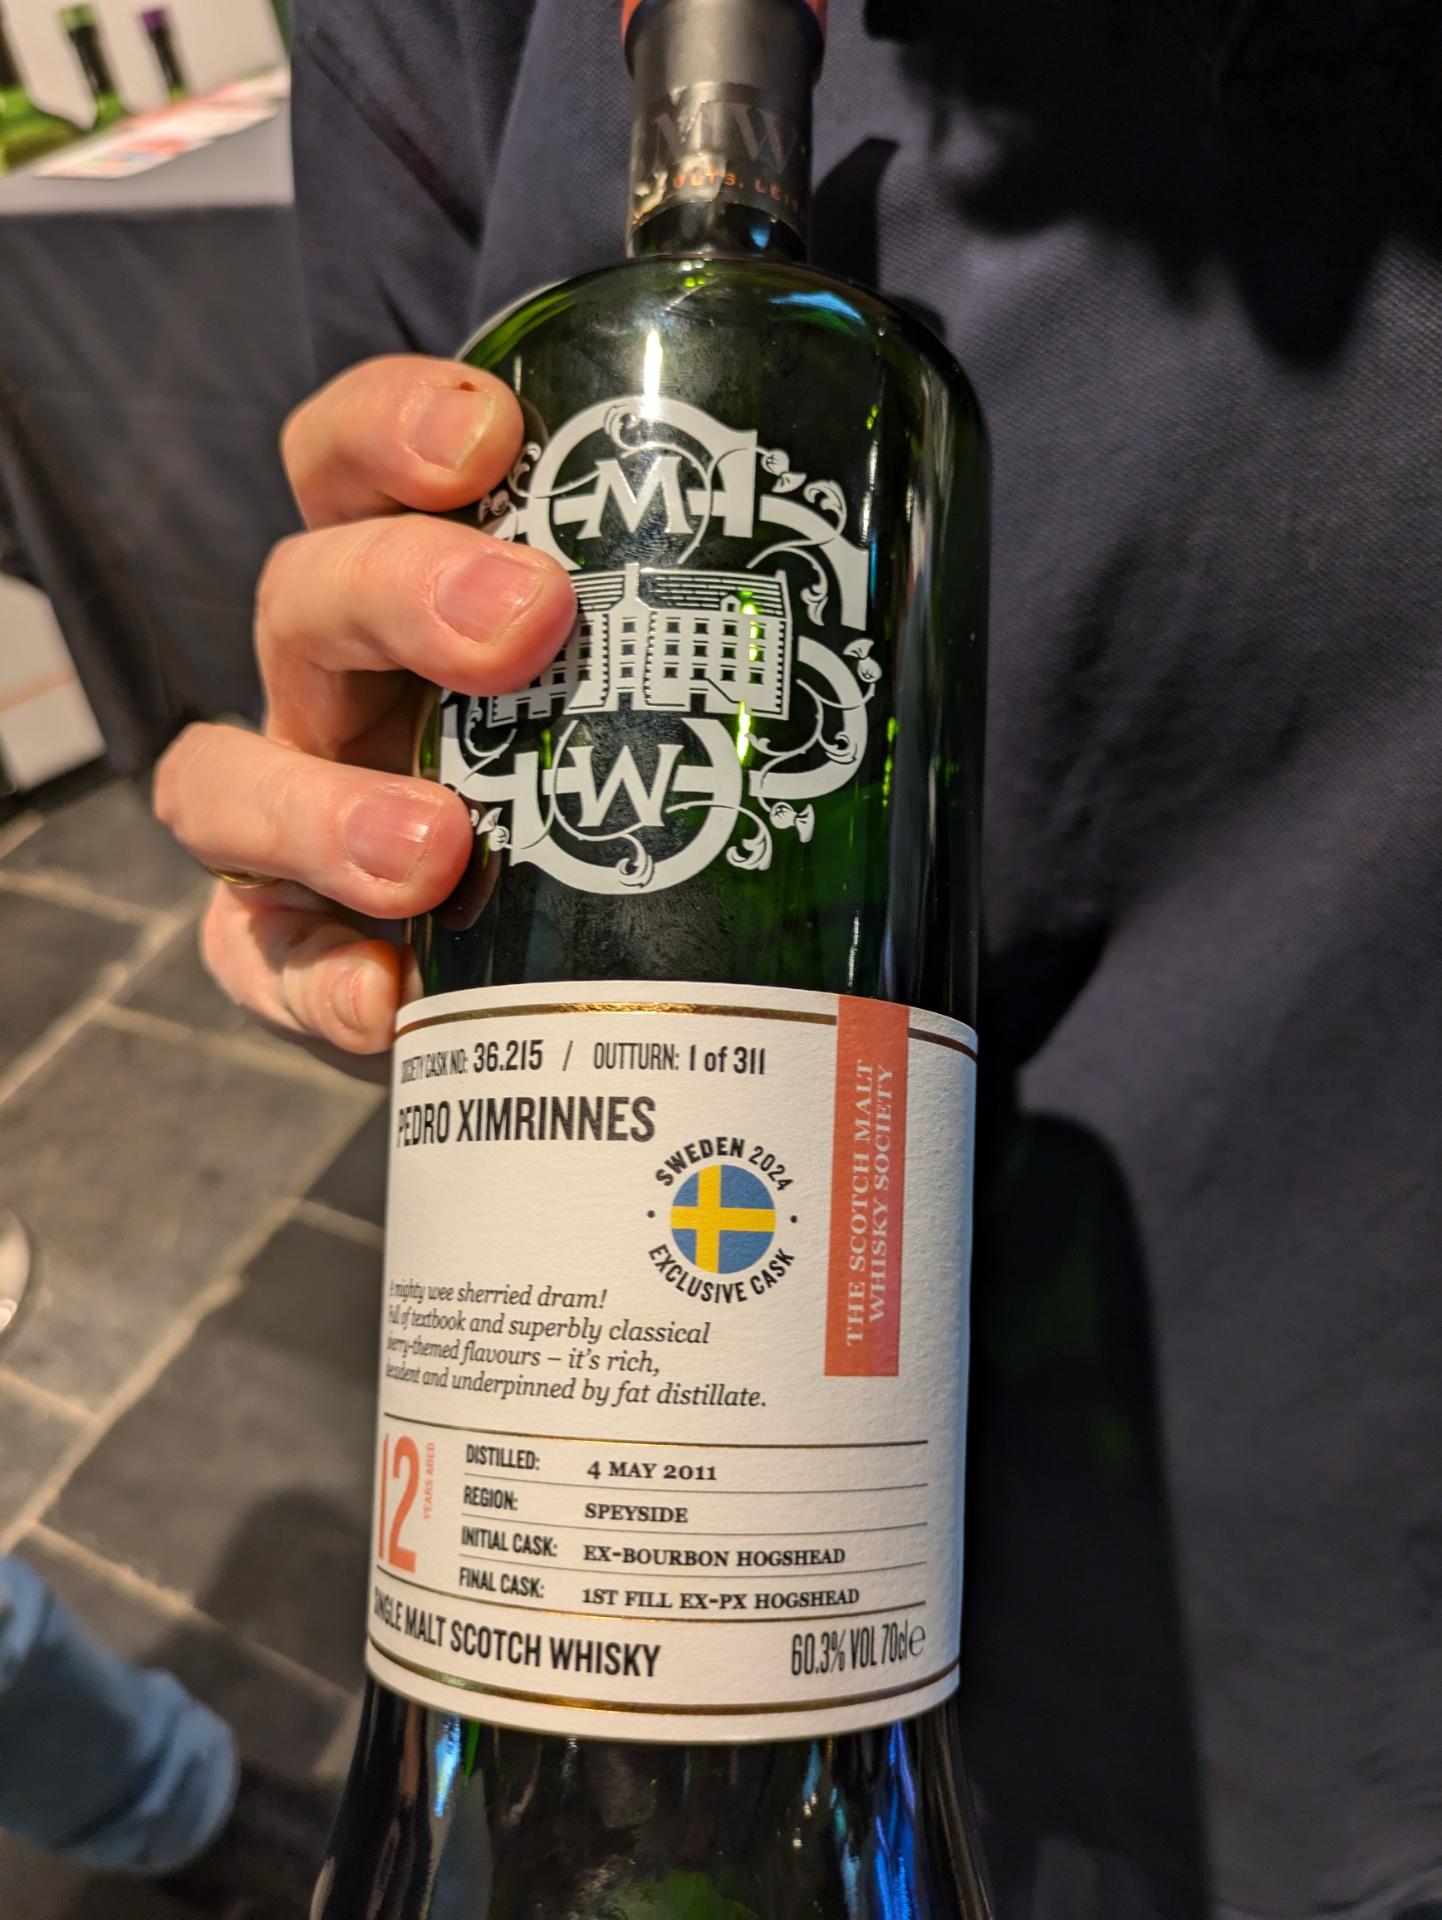 MW
VAULTS, LEITH
M
W
SOCIETY CASK NO: 36.215 / OUTTURN: 1 of 311
PEDRO XIMRINNES
SWEDEN 2024
EXCLUSIVE CASK
A mighty wee sherried dram!
Full of textbook and superbly classical
sherry-themed flavours – it's rich,
decadent and underpinned by fat distillate.
THE SCOTCH MALT
WHISKY SOCIETY
12
YEARS AGED
DISTILLED: 4 MAY 2011
REGION: SPEYSIDE
INITIAL CASK: EX-BOURBON HOGSHEAD
FINAL CASK: 1ST FILL EX-PX HOGSHEAD
SINGLE MALT SCOTCH WHISKY
60.3% VOL 70cl e